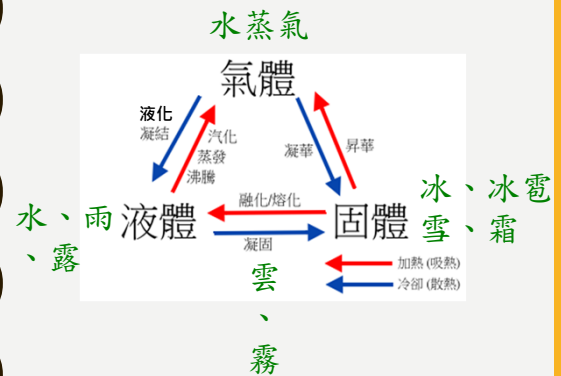 水蒸氣
氣體
液化
凝結
汽化
蒸發
沸騰
凝華
昇華
水、雨
、露
液體
融化/熔化
凝固
固體
冰、冰雹
雪、霜
加熱(吸熱)
冷卻(散熱)
雲
、
霧